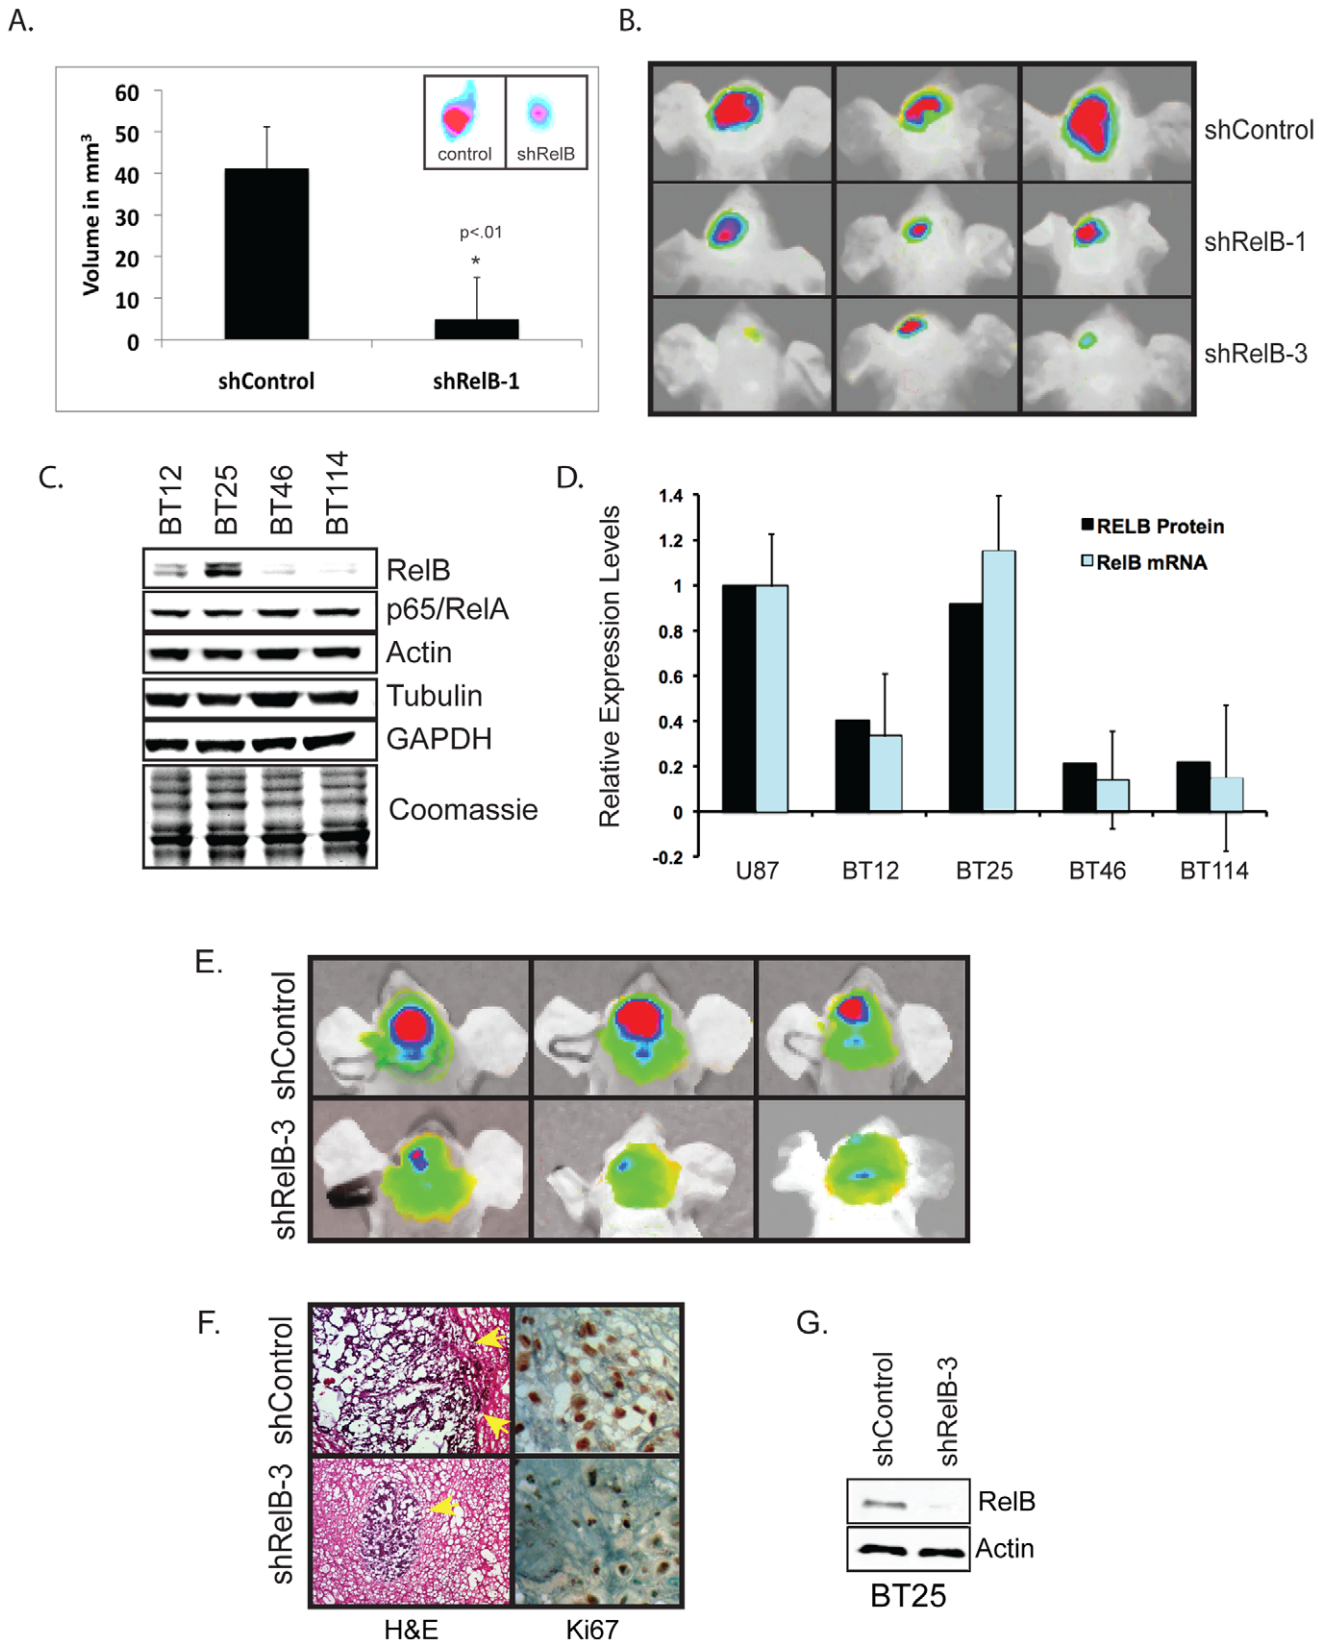 A.
60
50
40
30
20
10
0
Volume in mm³
control
shRelB
p<.01
*
shControl
shRelB-1
B.
shControl
shRelB-1
shRelB-3
C.
BT12
BT25
BT46
BT114
RelB
p65/RelA
Actin
Tubulin
GAPDH
Coomassie
D.
Relative Expression Levels
1.4
1.2
1
0.8
0.6
0.4
0.2
0
-0.2
RELB Protein
RelB mRNA
U87
BT12
BT25
BT46
BT114
E.
shControl
shRelB-3
F.
shControl
shRelB-3
H&E
Ki67
G.
shControl
shRelB-3
RelB
Actin
BT25